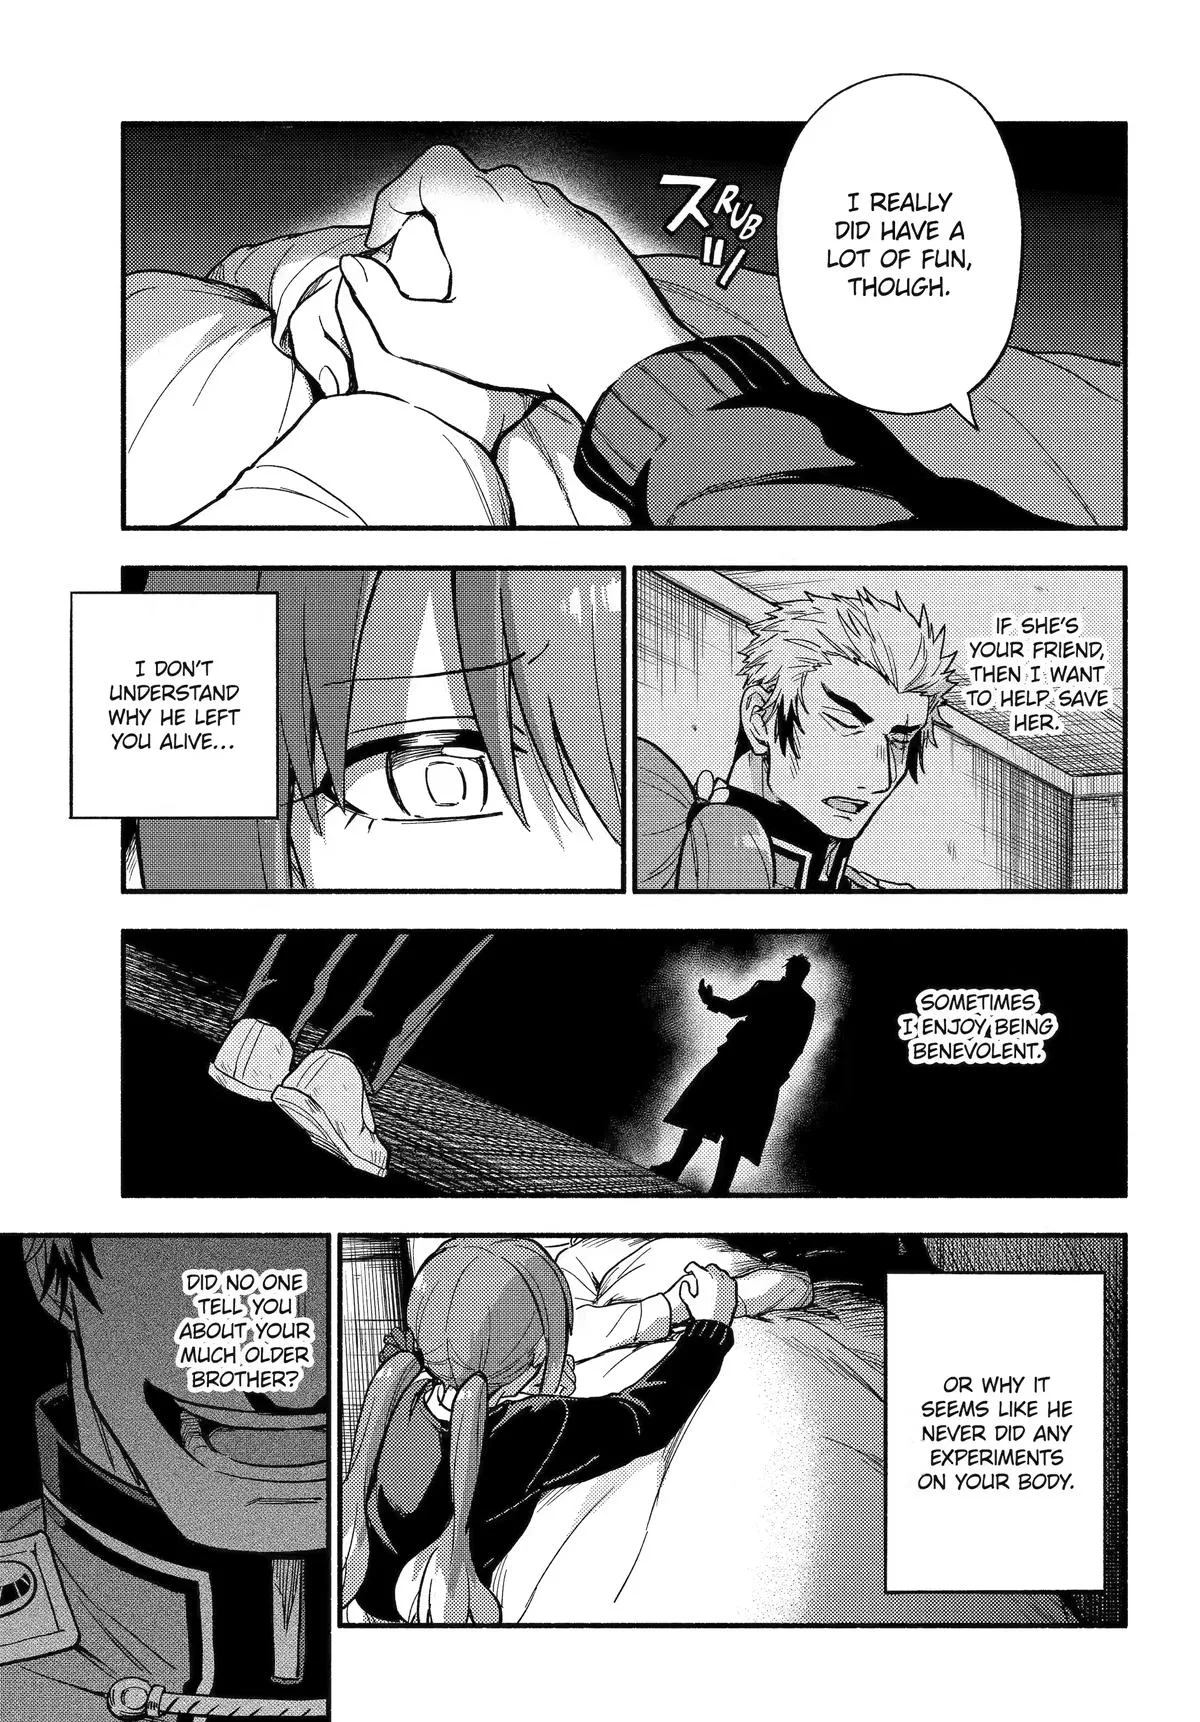 I REALLY
DID HAVE A
LOT OF FUN,
THOUGH.
ズッ
RUB
IF SHE'S
YOUR FRIEND,
THEN I WANT
TO HELP SAVE
HER.
I DON'T
UNDERSTAND
WHY HE LEFT
YOU ALIVE...
SOMETIMES
I ENJOY BEING
BENEVOLENT.
OR WHY IT
SEEMS LIKE HE
NEVER DID ANY
EXPERIMENTS
ON YOUR BODY.
DID NO ONE
TELL YOU
ABOUT YOUR
MUCH OLDER
BROTHER?